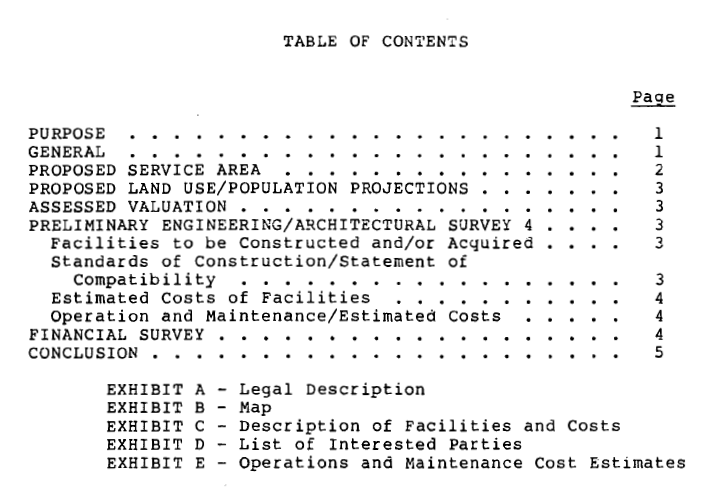 TABLE OF CONTENTS
Page
PURPOSE . . . . . . . . . . . . . . . . . . . . . . . 1
GENERAL . . . . . . . . . . . . . . . . . . . . . . . 1
PROPOSED SERVICE AREA . . . . . . . . . . . . . . . . 2
PROPOSED LAND USE/POPULATION PROJECTIONS . . . . . . . 3
ASSESSED VALUATION . . . . . . . . . . . . . . . . . . 3
PRELIMINARY ENGINEERING/ARCHITECTURAL SURVEY 4 . . . . 3
Facilities to be Constructed and/or Acquired . . . . 3
Standards of Construction/Statement of
Compatibility . . . . . . . . . . . . . . . . . . 3
Estimated Costs of Facilities . . . . . . . . . . . 4
Operation and Maintenance/Estimated Costs . . . . . 4
FINANCIAL SURVEY . . . . . . . . . . . . . . . . . . . 4
CONCLUSION . . . . . . . . . . . . . . . . . . . . . . 5
EXHIBIT A - Legal Description
EXHIBIT B - Map
EXHIBIT C - Description of Facilities and Costs
EXHIBIT D - List of Interested Parties
EXHIBIT E - Operations and Maintenance Cost Estimates